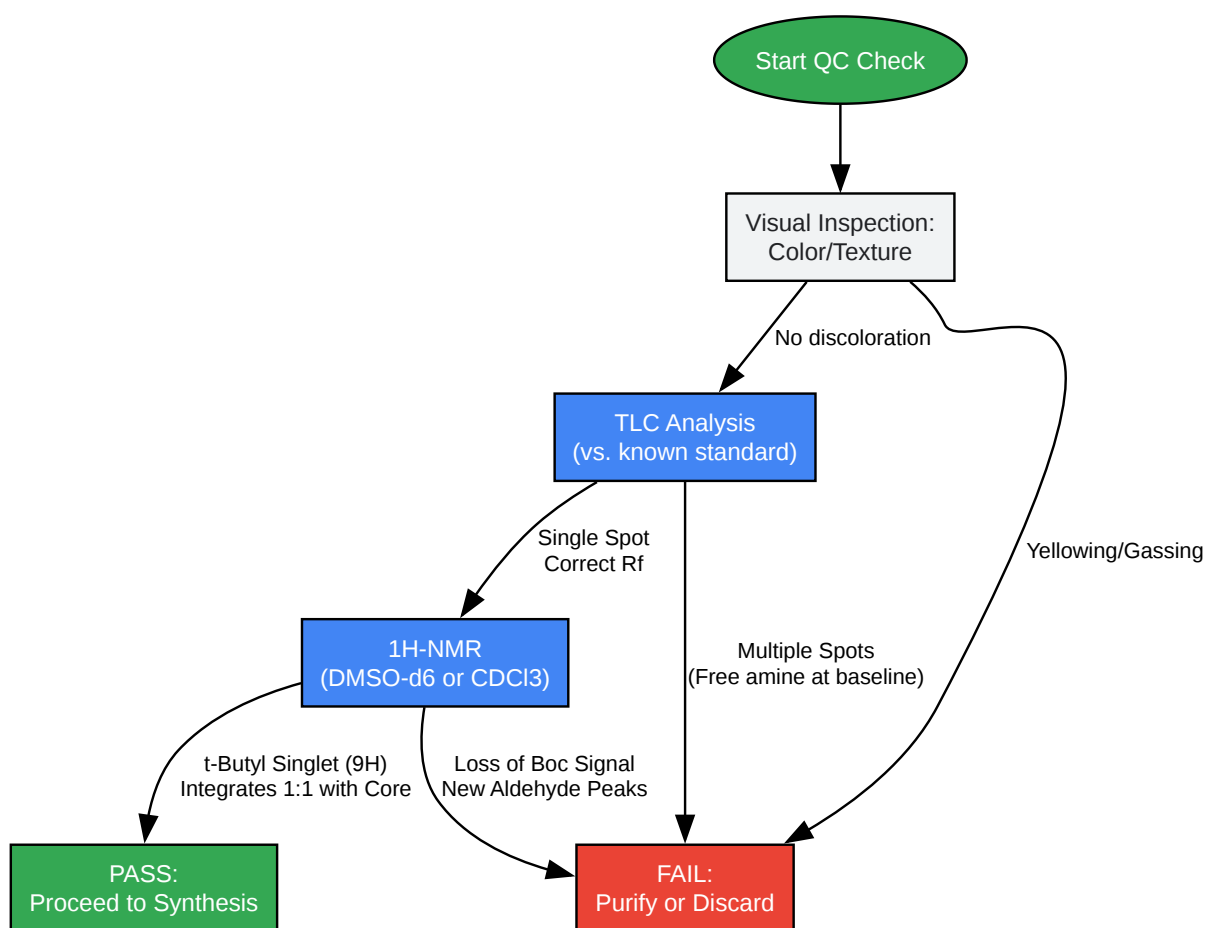 Start QC Check
Visual Inspection:
Color/Texture
No discoloration
TLC Analysis
(vs. known standard)
Single Spot
Correct Rf
Yellowing/Gassing
1H-NMR
(DMSO-d6 or CDCl3)
Multiple Spots
(Free amine at baseline)
t-Butyl Singlet (9H)
Integrates 1:1 with Core
Loss of Boc Signal
New Aldehyde Peaks
PASS:
Proceed to Synthesis
FAIL:
Purify or Discard